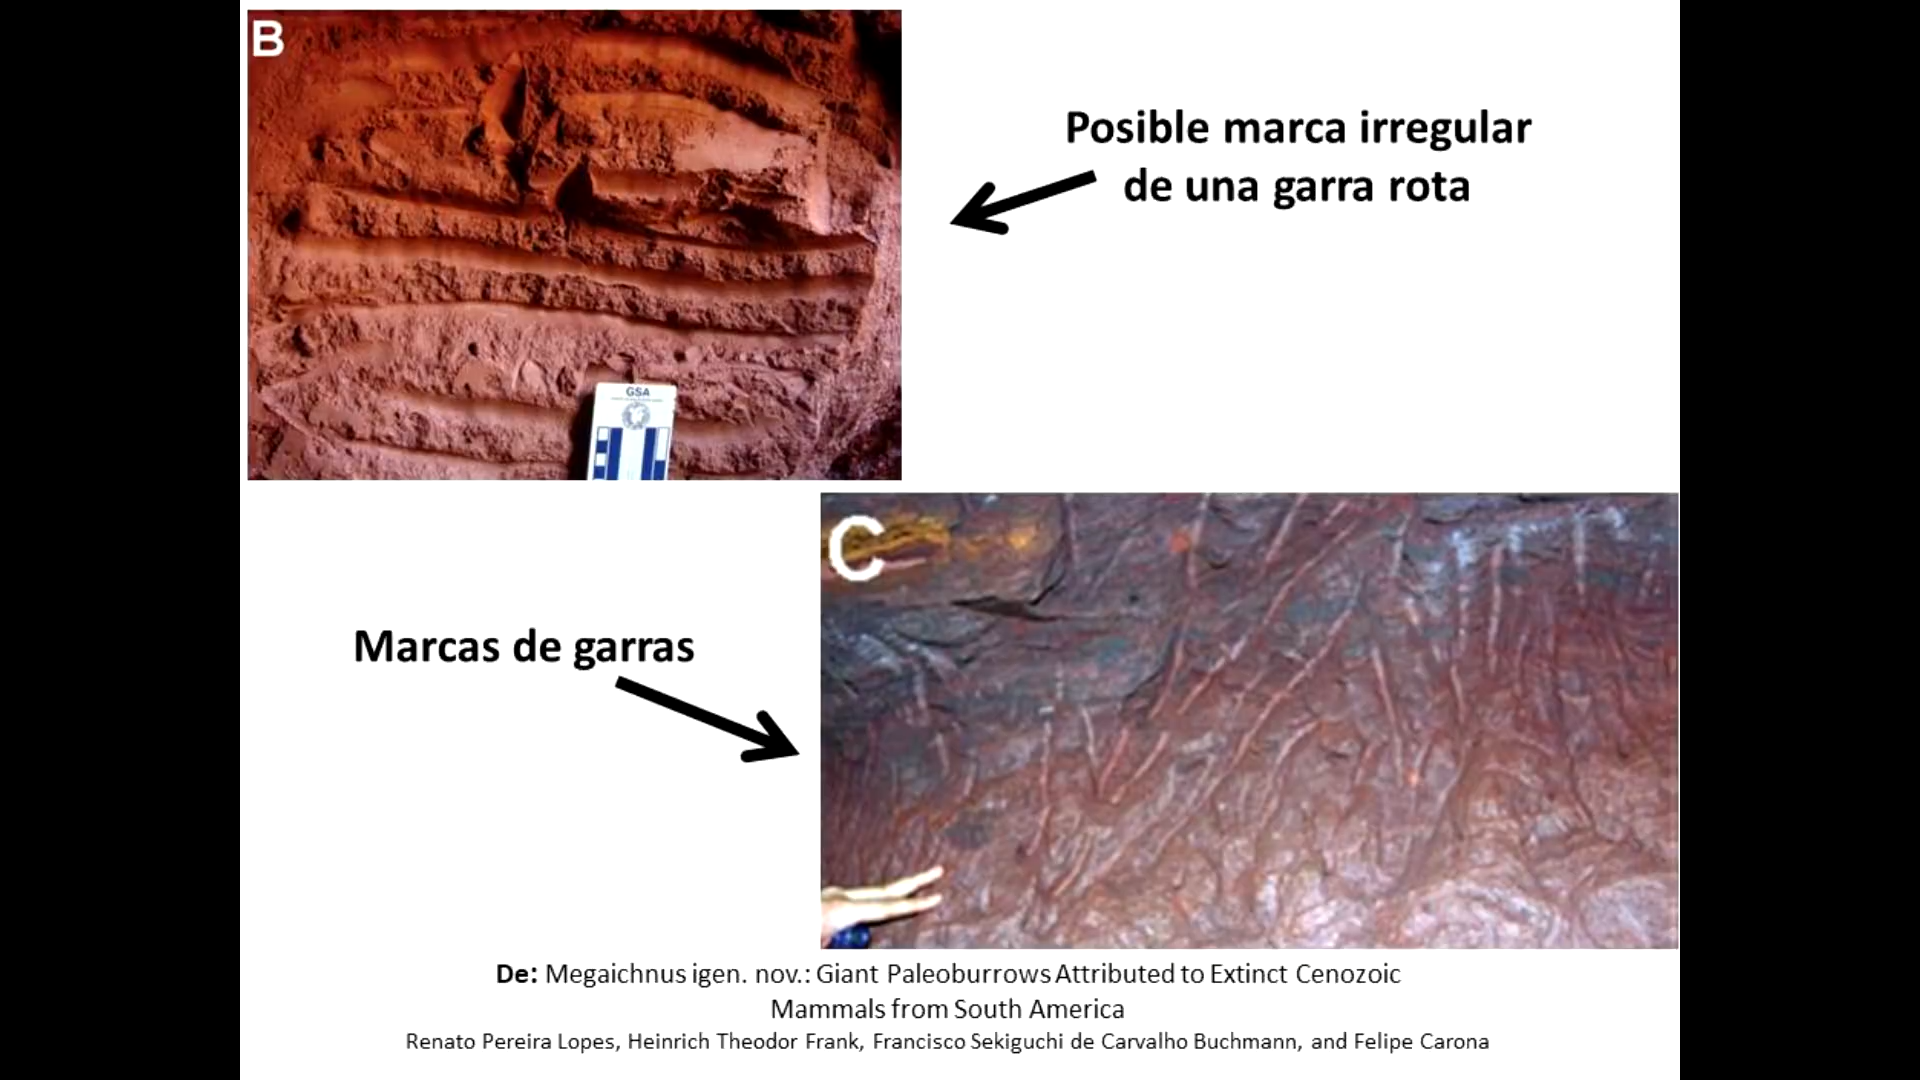 B
Posible marca irregular
de una garra rota
GSA
C
Marcas de garras
De: Megaichnus igen. nov.: Giant Paleoburrows Attributed to Extinct Cenozoic
Mammals from South America
Renato Pereira Lopes, Heinrich Theodor Frank, Francisco Sekiguchi de Carvalho Buchmann, and Felipe Carona